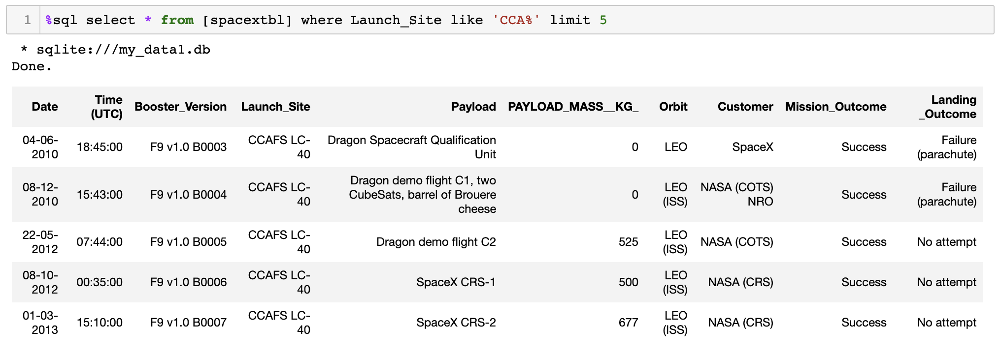 1 %sql select * from [spacextbl] where Launch_Site like 'CCA%' limit 5
* sqlite:///my_data1.db
Done.
Date Time (UTC) Booster_Version Launch_Site Payload PAYLOAD_MASS__KG_ Orbit Customer Mission_Outcome Landing _Outcome
04-06-2010 18:45:00 F9 v1.0 B0003 CCAFS LC-40 Dragon Spacecraft Qualification Unit 0 LEO SpaceX Success Failure (parachute)
08-12-2010 15:43:00 F9 v1.0 B0004 CCAFS LC-40 Dragon demo flight C1, two CubeSats, barrel of Brouere cheese 0 LEO (ISS) NASA (COTS) NRO Success Failure (parachute)
22-05-2012 07:44:00 F9 v1.0 B0005 CCAFS LC-40 Dragon demo flight C2 525 LEO (ISS) NASA (COTS) Success No attempt
08-10-2012 00:35:00 F9 v1.0 B0006 CCAFS LC-40 SpaceX CRS-1 500 LEO (ISS) NASA (CRS) Success No attempt
01-03-2013 15:10:00 F9 v1.0 B0007 CCAFS LC-40 SpaceX CRS-2 677 LEO (ISS) NASA (CRS) Success No attempt